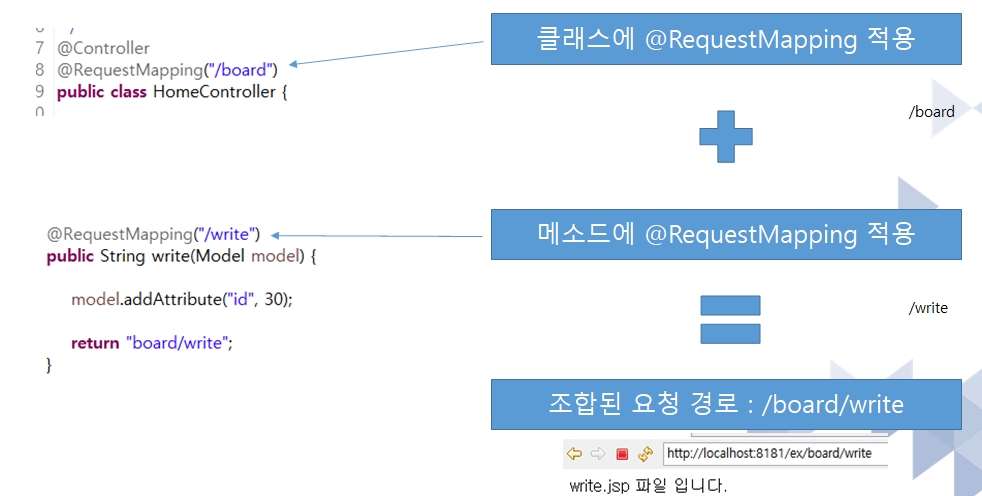 7 @Controller
8 @RequestMapping("/board")
9 public class HomeController {
0
클래스에 @RequestMapping 적용
/board
@RequestMapping("/write")
public String write(Model model) {
model.addAttribute("id", 30);
return "board/write";
}
메소드에 @RequestMapping 적용
/write
조합된 요청 경로 : /board/write
http://localhost:8181/ex/board/write
write.jsp 파일 입니다.